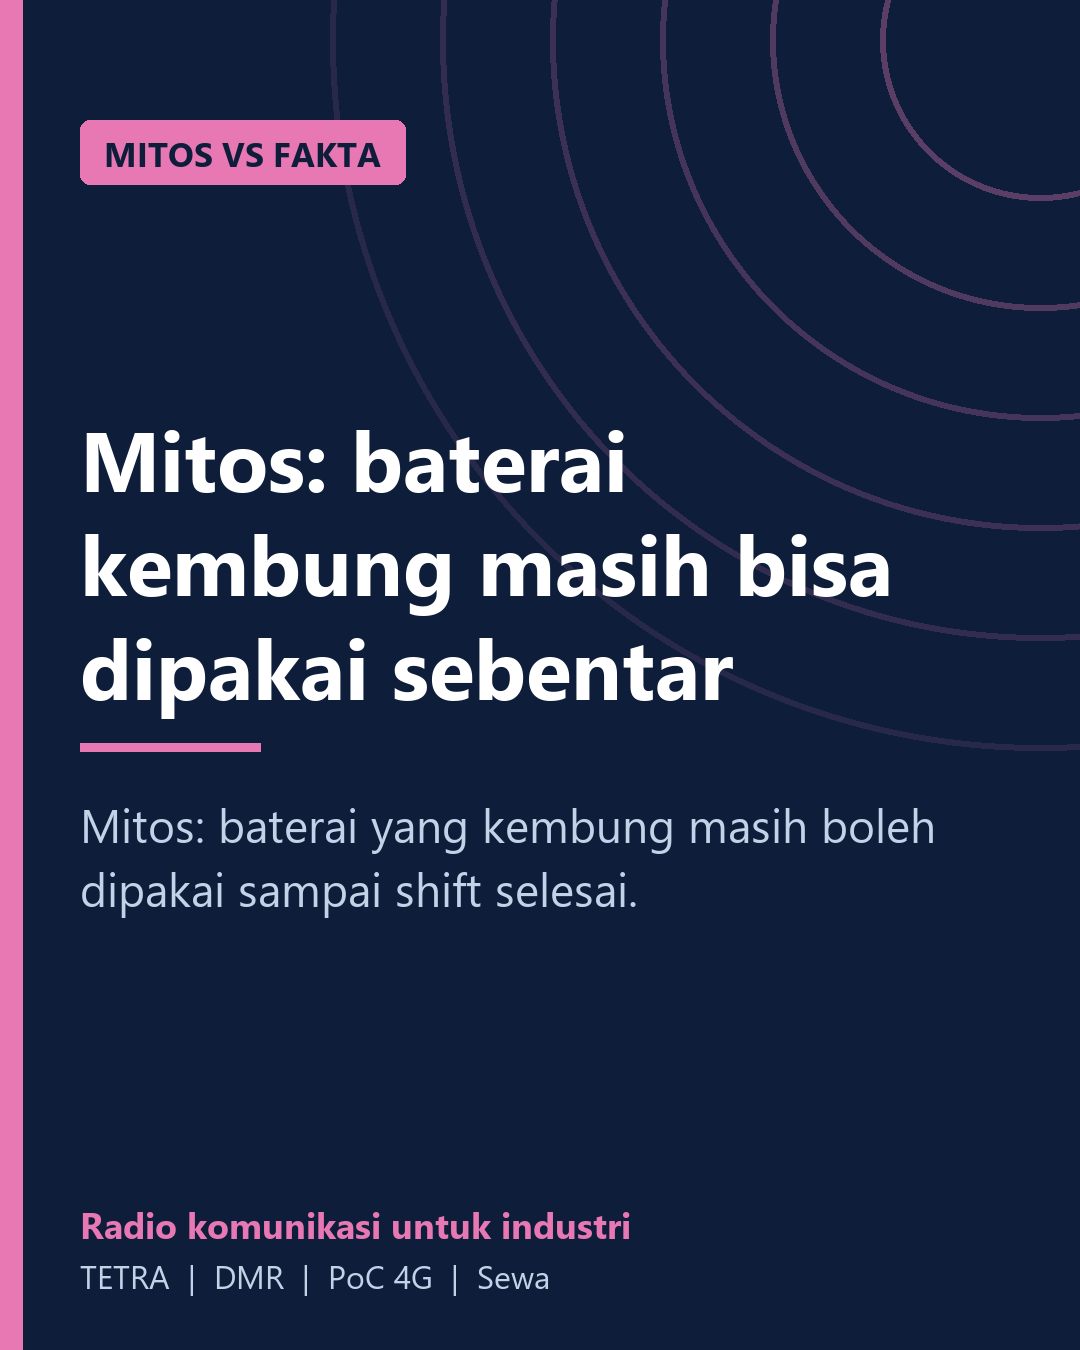 MITOS VS FAKTA
Mitos: baterai
kembung masih bisa
dipakai sebentar
Mitos: baterai yang kembung masih boleh
dipakai sampai shift selesai.
Radio komunikasi untuk industri
TETRA | DMR | PoC 4G | Sewa